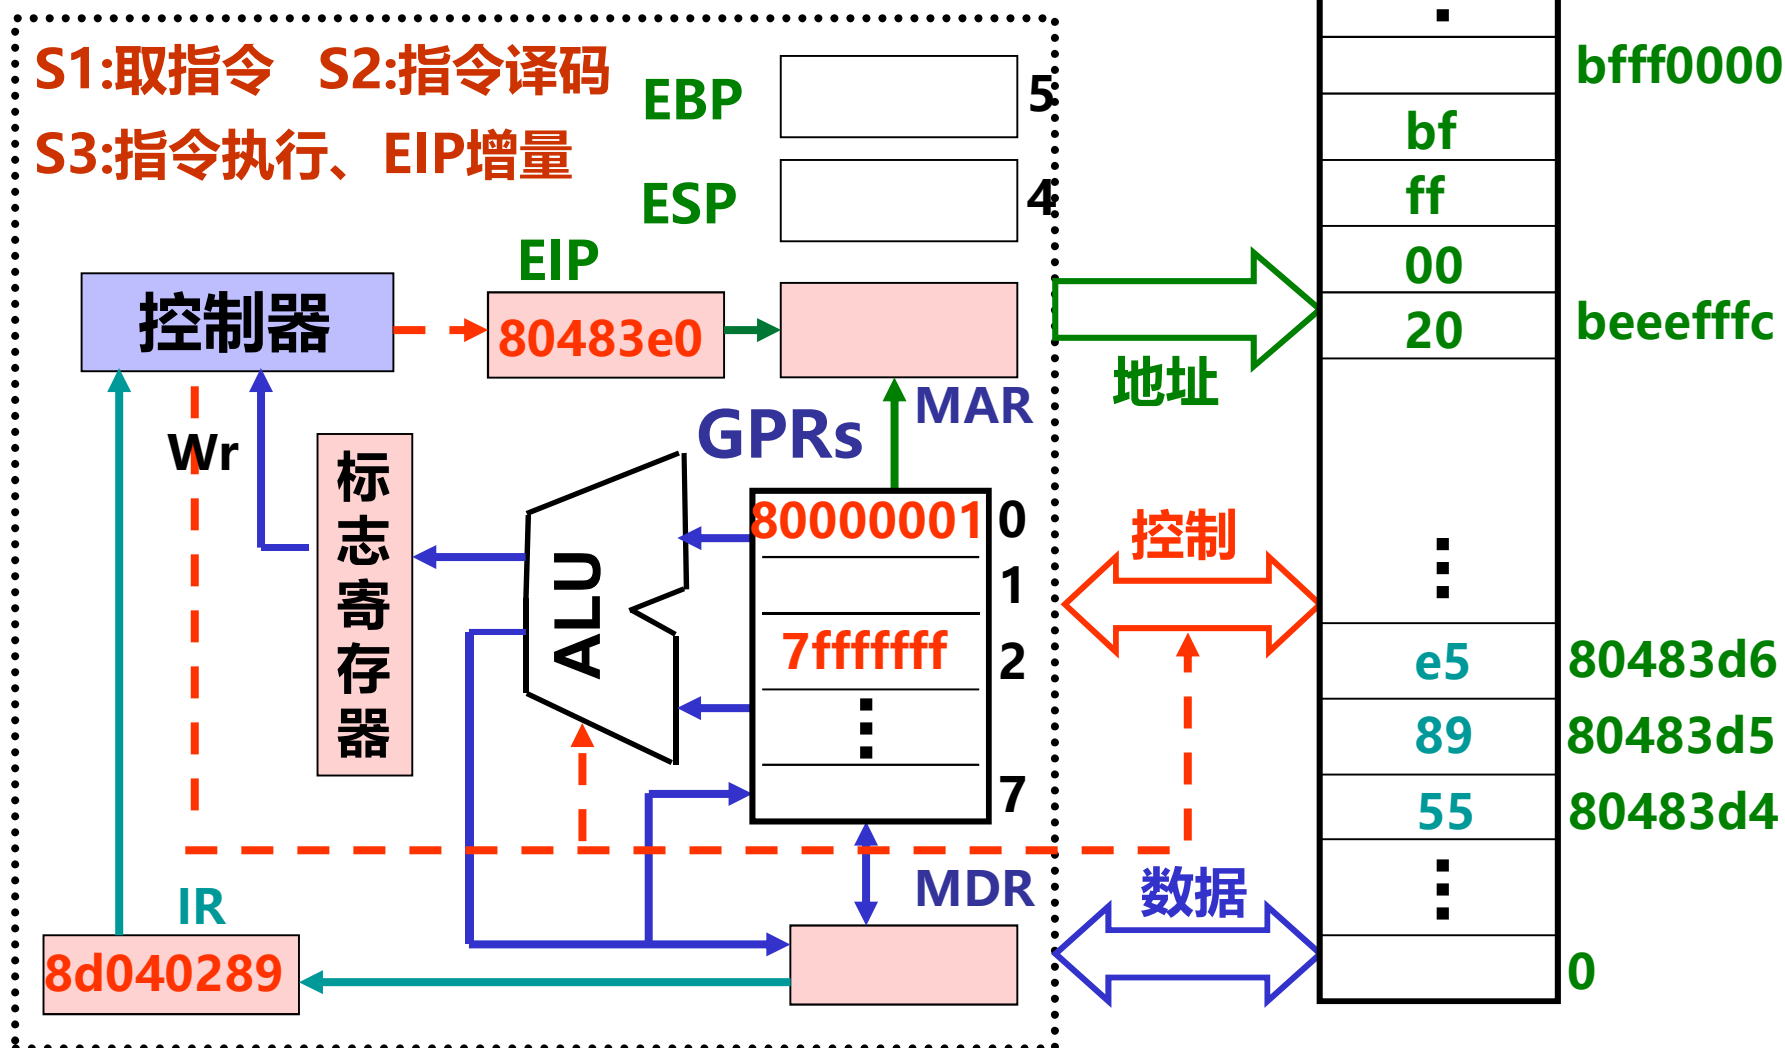 S1:取指令 S2:指令译码
S3:指令执行、EIP增量
EBP
5
ESP
4
EIP
控制器
80483e0
MAR
地址
Wr
标志寄存器
ALU
GPRs
80000001
0
1
7fffffff
2
7
控制
数据
MDR
IR
8d040289
bfff0000
bf
ff
00
20
beeefffc
e5
80483d6
89
80483d5
55
80483d4
0